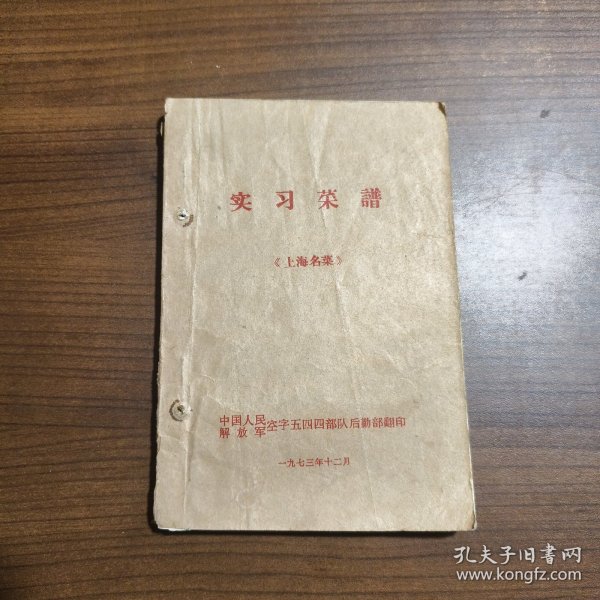 实习菜譜
《上海名菜》
中国人民
解放军空字五四四部队后勤部翻印
一九七三年十二月
孔夫子旧书网
www.kongfz.com